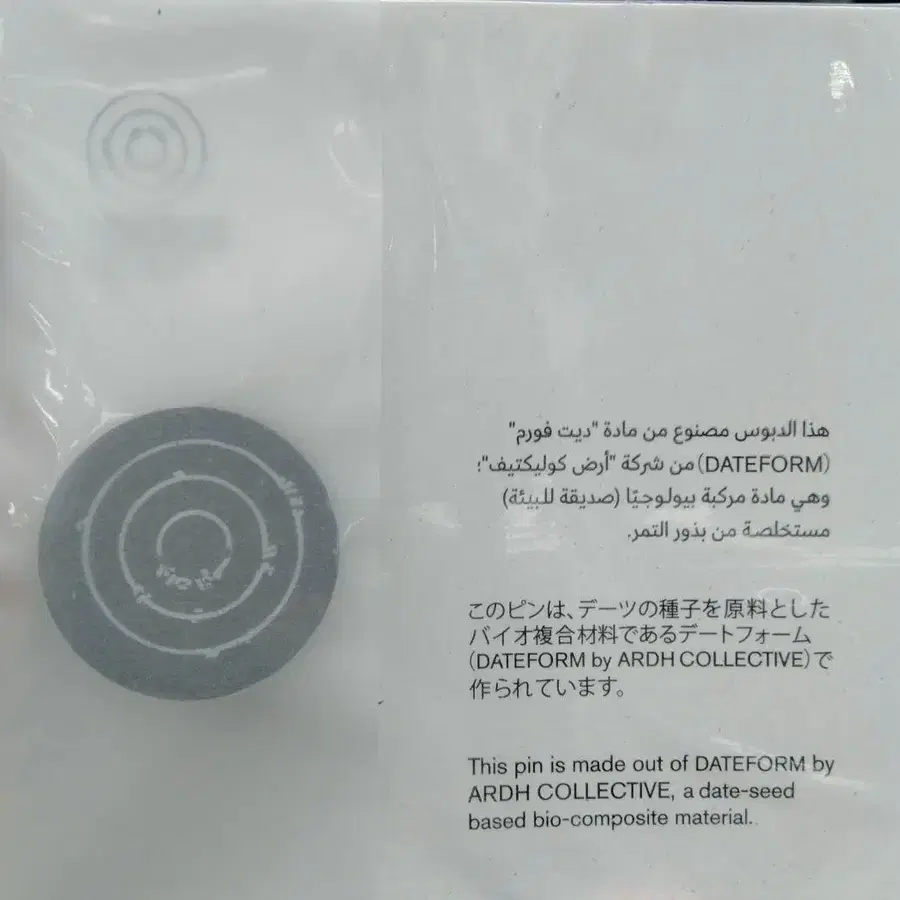 هذا الدبوس مصنوع من مادة "ديت فورم"
(DATEFORM) من شركة "أرض كوليكتيف"؛
وهي مادة مركبة بيولوجيًا (صديقة للبيئة)
مستخلصة من بذور التمر.
このピンは、デーツの種子を原料とした
バイオ複合材料であるデートフォーム
(DATEFORM by ARDH COLLECTIVE)で
作られています。
This pin is made out of DATEFORM by
ARDH COLLECTIVE, a date-seed
based bio-composite material.